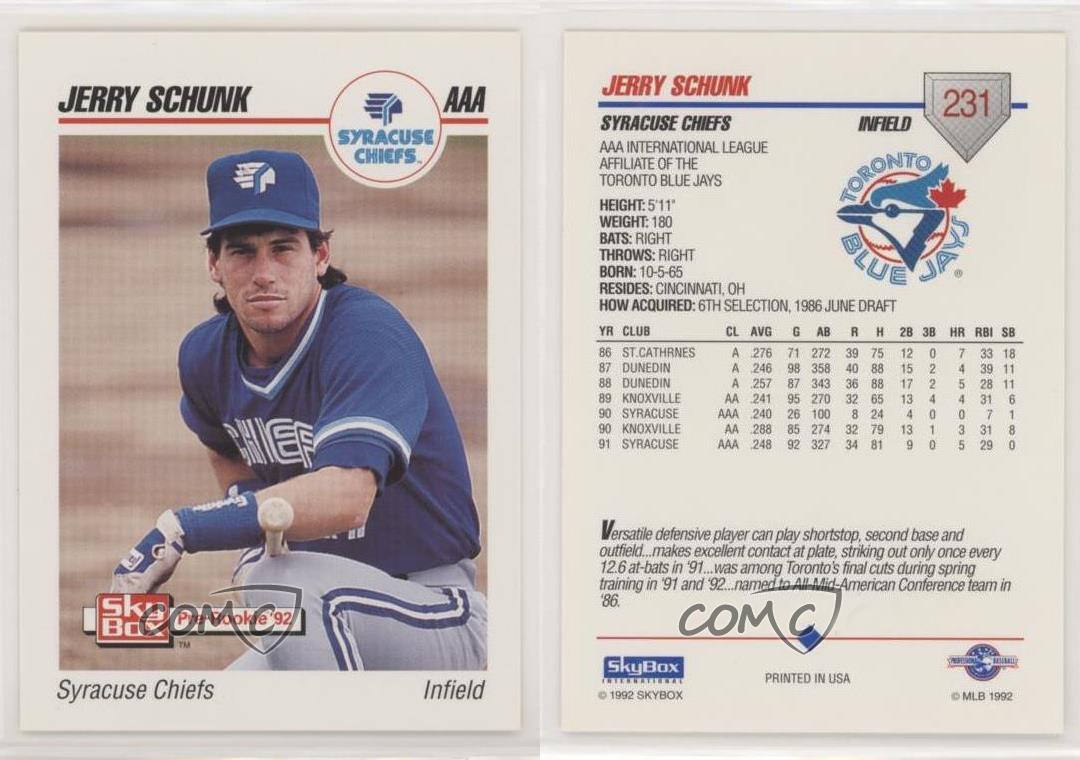 JERRY SCHUNK
AAA
SYRACUSE
CHIEFS™
CHIEF
Sky
Box
Pre-Rookie '92
™
COMC
Syracuse Chiefs
Infield
JERRY SCHUNK
231
SYRACUSE CHIEFS
INFIELD
AAA INTERNATIONAL LEAGUE
AFFILIATE OF THE
TORONTO BLUE JAYS
TORONTO
BLUE JAYS ®
HEIGHT: 5'11"
WEIGHT: 180
BATS: RIGHT
THROWS: RIGHT
BORN: 10-5-65
RESIDES: CINCINNATI, OH
HOW ACQUIRED: 6TH SELECTION, 1986 JUNE DRAFT
YR CLUB CL AVG G AB R H 2B 3B HR RBI SB
86 ST.CATHRNES A .276 71 272 39 75 12 0 7 33 18
87 DUNEDIN A .246 98 358 40 88 15 2 4 39 11
88 DUNEDIN A .257 87 343 36 88 17 2 5 28 11
89 KNOXVILLE AA .241 95 270 32 65 13 4 4 31 6
90 SYRACUSE AAA .240 26 100 8 24 4 0 0 7 1
90 KNOXVILLE AA .288 85 274 32 79 13 1 3 31 8
91 SYRACUSE AAA .248 92 327 34 81 9 0 5 29 0
Versatile defensive player can play shortstop, second base and
outfield...makes excellent contact at plate, striking out only once every
12.6 at-bats in '91...was among Toronto's final cuts during spring
training in '91 and '92...named to All-Mid-American Conference team in
'86.
COMC
SkyBox
INTERNATIONAL
© 1992 SKYBOX
PRINTED IN USA
PROFESSIONAL BASEBALL
© MLB 1992